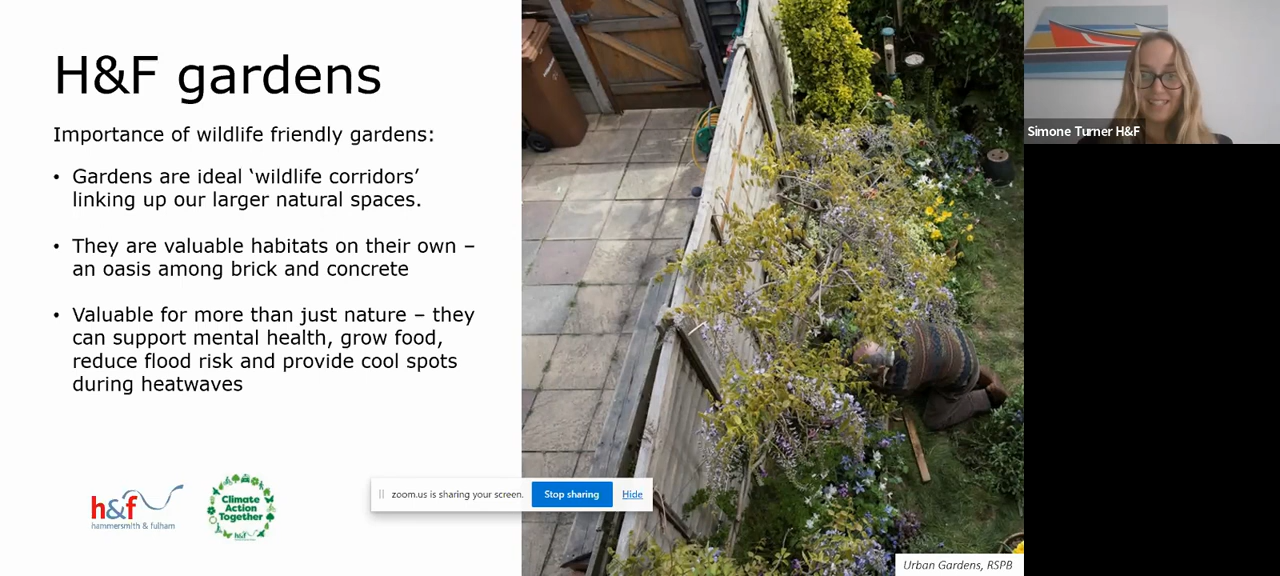 H&F gardens
Importance of wildlife friendly gardens:
• Gardens are ideal ‘wildlife corridors’
linking up our larger natural spaces.
• They are valuable habitats on their own –
an oasis among brick and concrete
• Valuable for more than just nature – they
can support mental health, grow food,
reduce flood risk and provide cool spots
during heatwaves
h&f
hammersmith & fulham
Climate
Action
Together
h&f
zoom.us is sharing your screen. Stop sharing Hide
Urban Gardens, RSPB
Simone Turner H&F